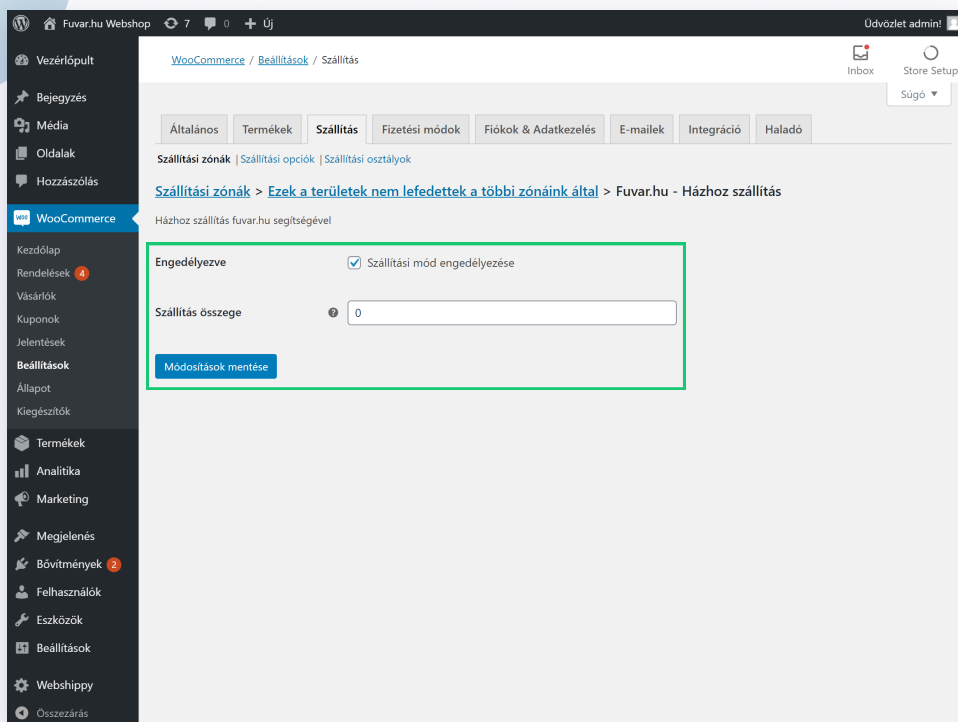 Fuvar.hu Webshop 7 0 Új Üdvözlet admin!
Vezérlőpult
Bejegyzés
Média
Oldalak
Hozzászólás
WooCommerce
Kezdőlap
Rendelések 4
Vásárlók
Kuponok
Jelentések
Beállítások
Állapot
Kiegészítők
Termékek
Analitika
Marketing
Megjelenés
Bővítmények 2
Felhasználók
Eszközök
Beállítások
Webshippy
Összezárás
WooCommerce / Beállítások / Szállítás
Inbox
Store Setup
Súgó
Általános Termékek Szállítás Fizetési módok Fiókok & Adatkezelés E-mailek Integráció Haladó
Szállítási zónák | Szállítási opciók | Szállítási osztályok
Szállítási zónák > Ezek a területek nem lefedettek a többi zónáink által > Fuvar.hu - Házhoz szállítás
Házhoz szállítás fuvar.hu segítségével
Engedélyezve Szállítási mód engedélyezése
Szállítás összege ? 0
Módosítások mentése